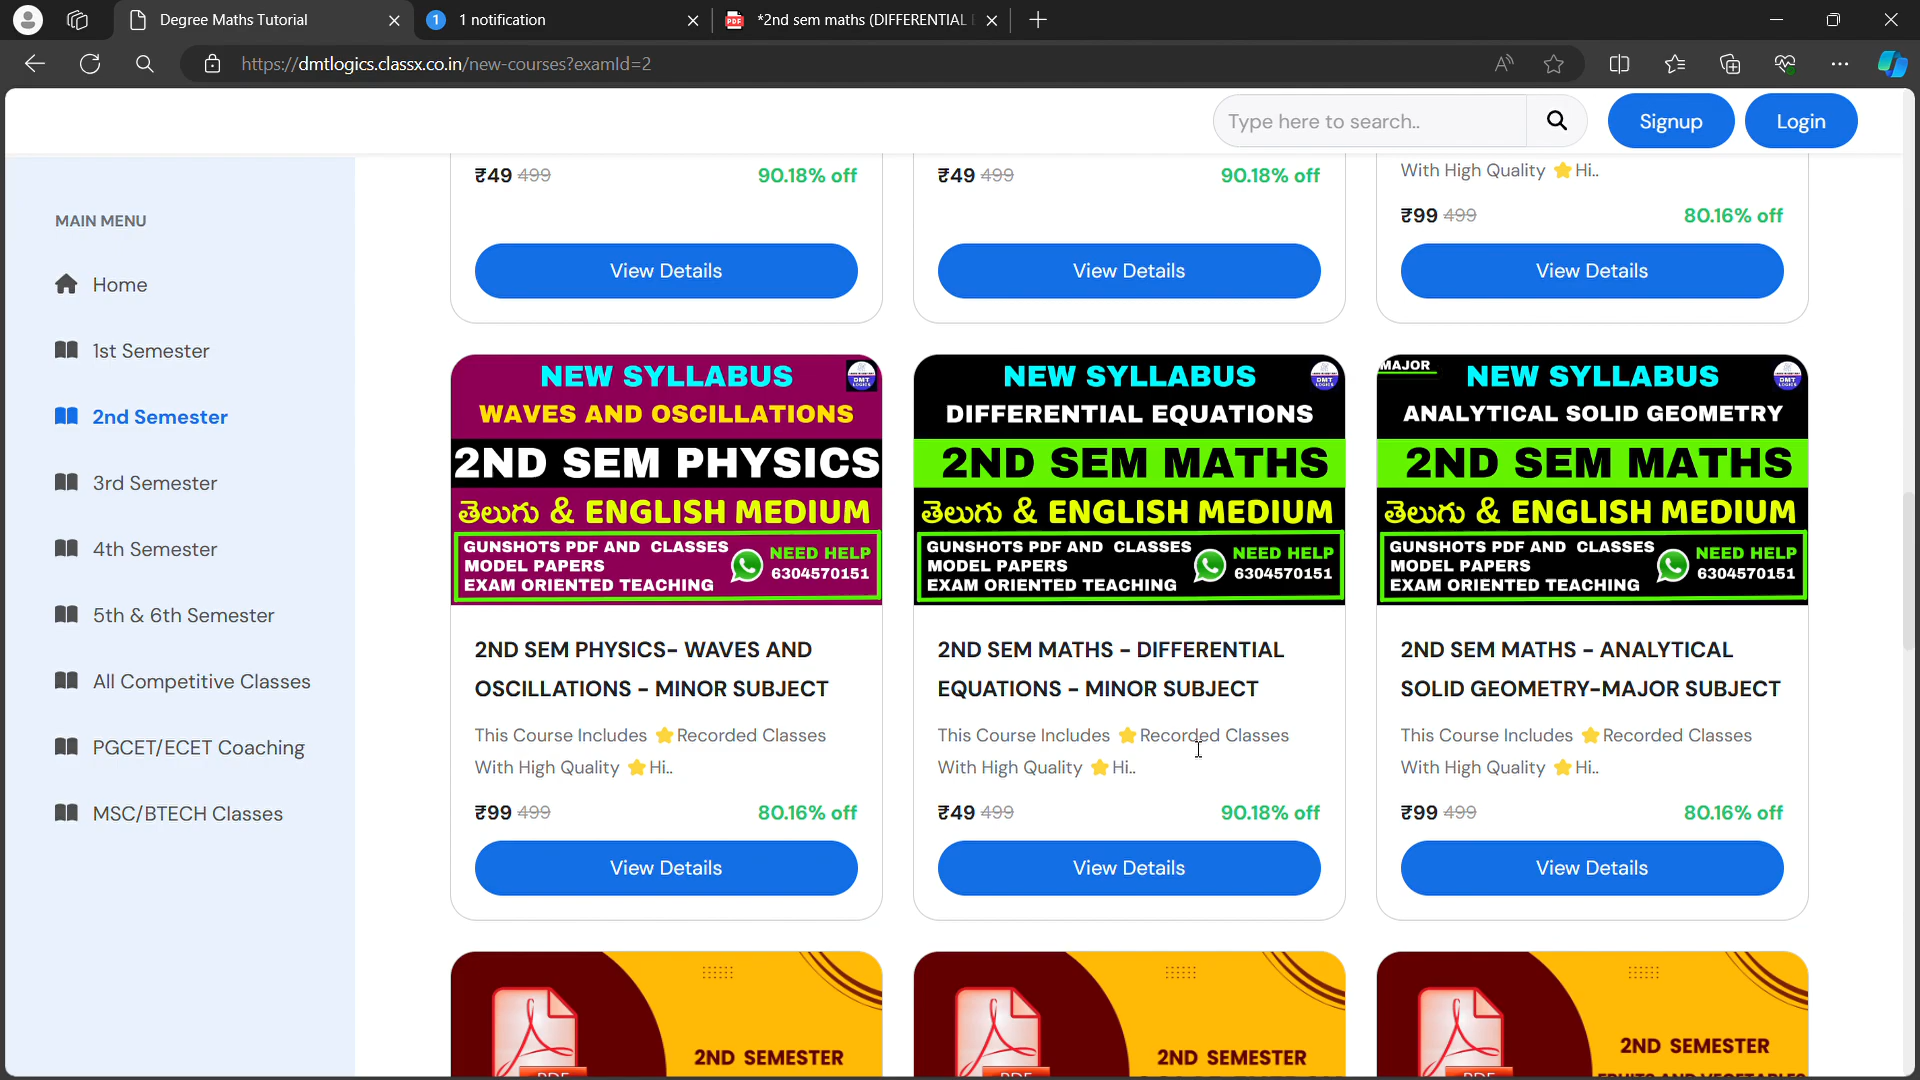 Degree Maths Tutorial
1 1 notification
*2nd sem maths (DIFFERENTIAL
https://dmtlogics.classx.co.in/new-courses?examId=2
Type here to search..
Signup
Login
MAIN MENU
Home
1st Semester
2nd Semester
3rd Semester
4th Semester
5th & 6th Semester
All Competitive Classes
PGCET/ECET Coaching
MSC/BTECH Classes
₹49 499 90.18% off
View Details
₹49 499 90.18% off
View Details
With High Quality ⭐Hi..
₹99 499 80.16% off
View Details
NEW SYLLABUS
WAVES AND OSCILLATIONS
2ND SEM PHYSICS
తెలుగు & ENGLISH MEDIUM
GUNSHOTS PDF AND CLASSES
MODEL PAPERS
EXAM ORIENTED TEACHING
NEED HELP
6304570151
2ND SEM PHYSICS- WAVES AND
OSCILLATIONS - MINOR SUBJECT
This Course Includes ⭐Recorded Classes
With High Quality ⭐Hi..
₹99 499 80.16% off
View Details
NEW SYLLABUS
DIFFERENTIAL EQUATIONS
2ND SEM MATHS
తెలుగు & ENGLISH MEDIUM
GUNSHOTS PDF AND CLASSES
MODEL PAPERS
EXAM ORIENTED TEACHING
NEED HELP
6304570151
2ND SEM MATHS - DIFFERENTIAL
EQUATIONS - MINOR SUBJECT
This Course Includes ⭐Recorded Classes
With High Quality ⭐Hi..
₹49 499 90.18% off
View Details
MAJOR
NEW SYLLABUS
ANALYTICAL SOLID GEOMETRY
2ND SEM MATHS
తెలుగు & ENGLISH MEDIUM
GUNSHOTS PDF AND CLASSES
MODEL PAPERS
EXAM ORIENTED TEACHING
NEED HELP
6304570151
2ND SEM MATHS - ANALYTICAL
SOLID GEOMETRY-MAJOR SUBJECT
This Course Includes ⭐Recorded Classes
With High Quality ⭐Hi..
₹99 499 80.16% off
View Details
2ND SEMESTER
2ND SEMESTER
2ND SEMESTER
FRUITS AND VEGETABLES